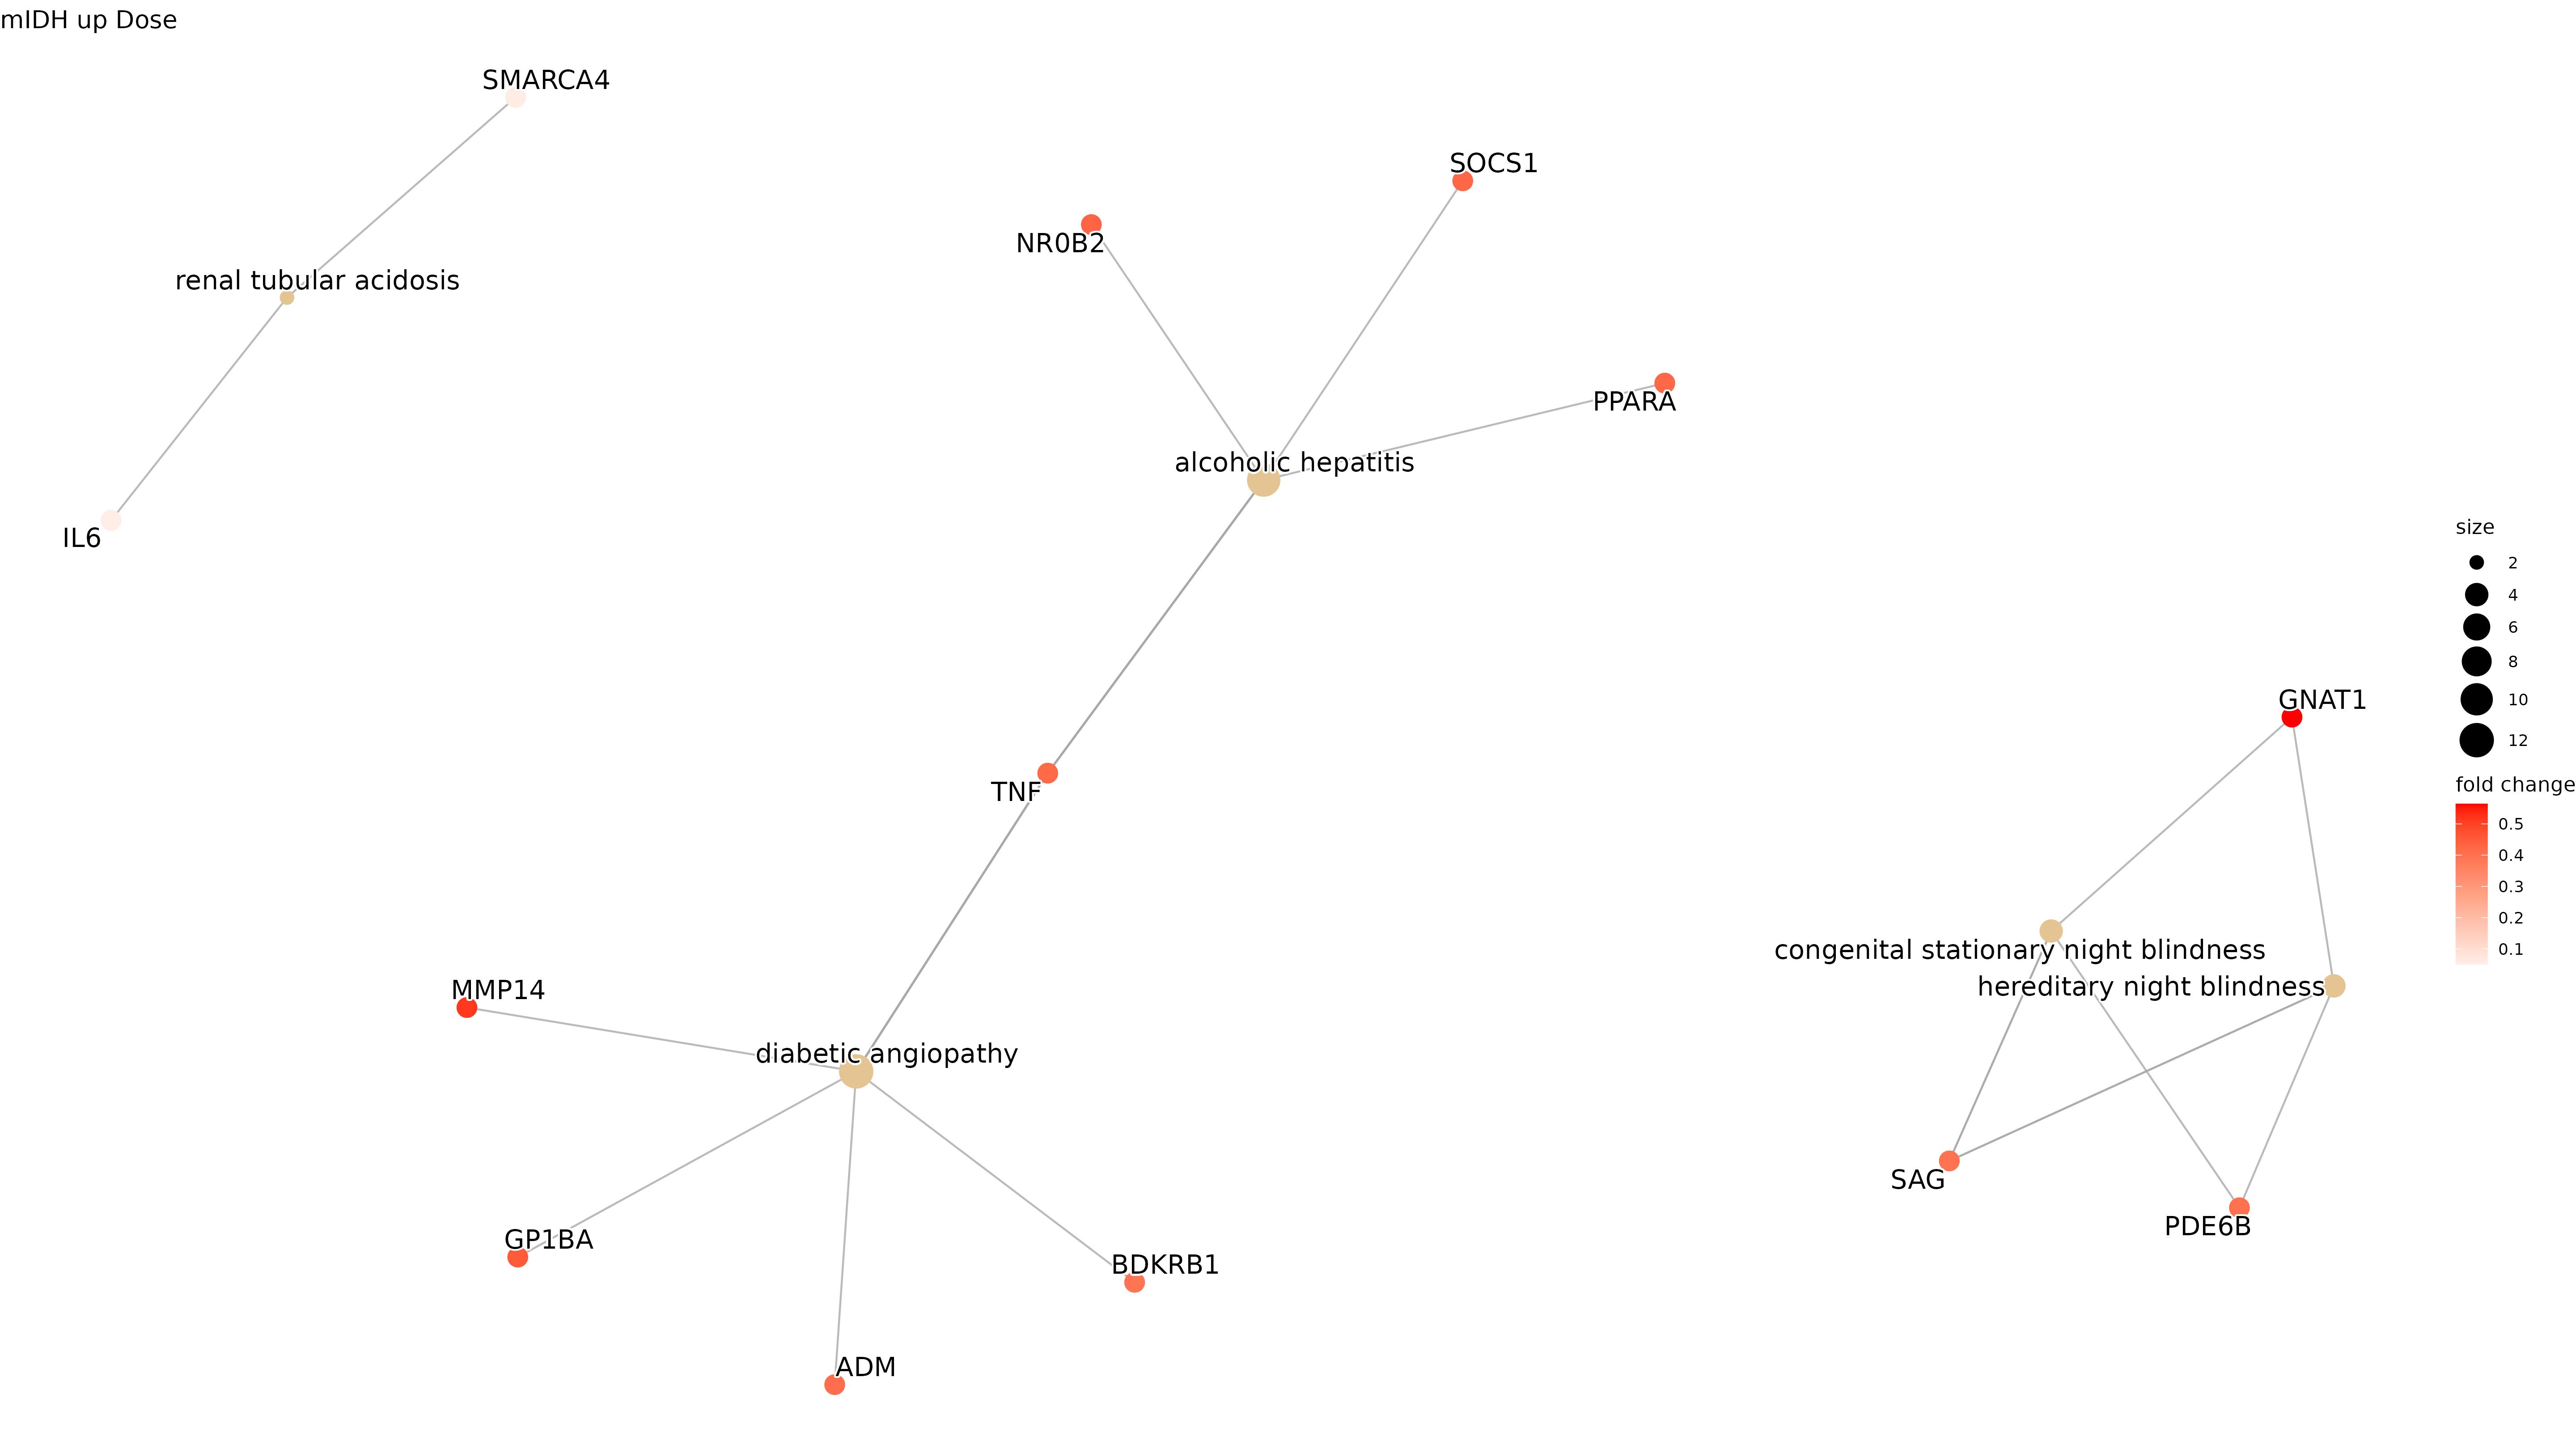 mIDH up Dose
SMARCA4
SOCS1
NR0B2
renal tubular acidosis
PPARA
alcoholic hepatitis
IL6
size
2
4
6
8
10
12
GNAT1
TNF
fold change
0.5
0.4
0.3
0.2
0.1
congenital stationary night blindness
hereditary night blindness
MMP14
diabetic angiopathy
SAG
PDE6B
GP1BA
BDKRB1
ADM